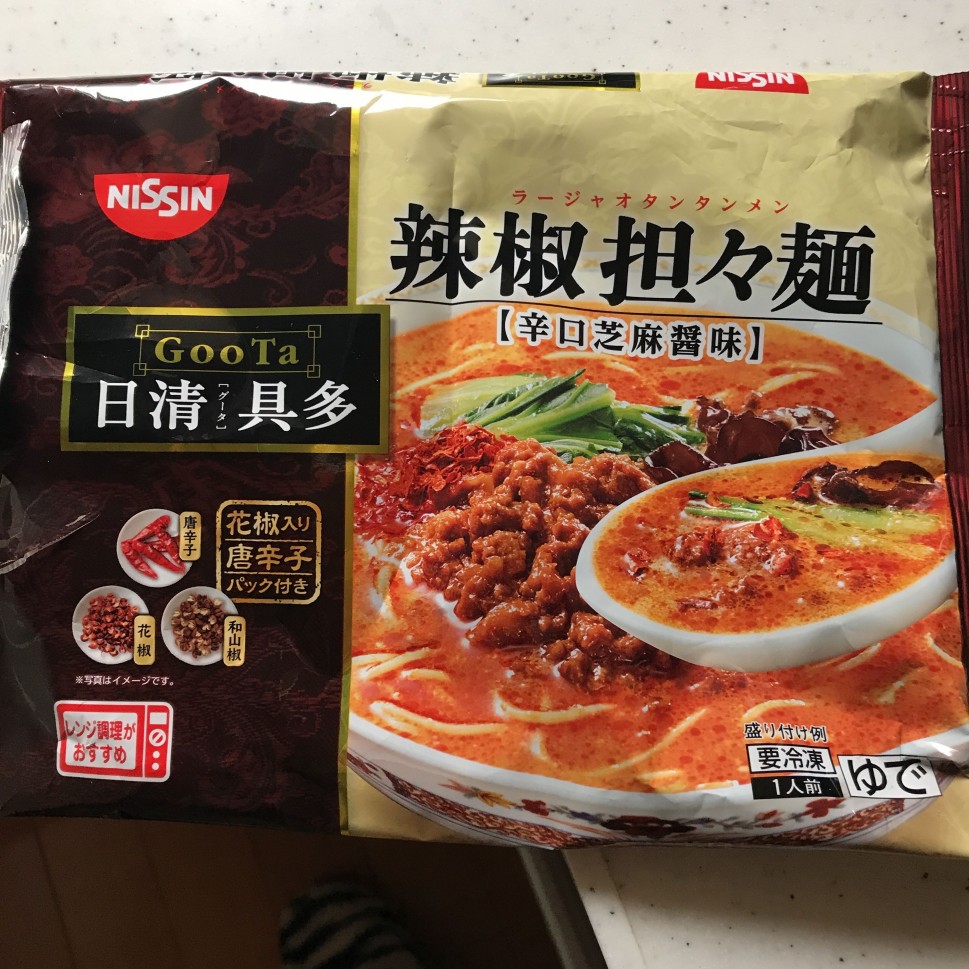 GooTa
NISSIN
NISSIN
ラージャオタンタンメン
辣椒担々麺
【辛口芝麻醤味】
GooTa
日清[グータ]具多
花椒入り
唐辛子
パック付き
唐辛子
花椒
和山椒
※写真はイメージです。
レンジ調理が
おすすめ
盛り付け例
要冷凍
1人前
ゆで